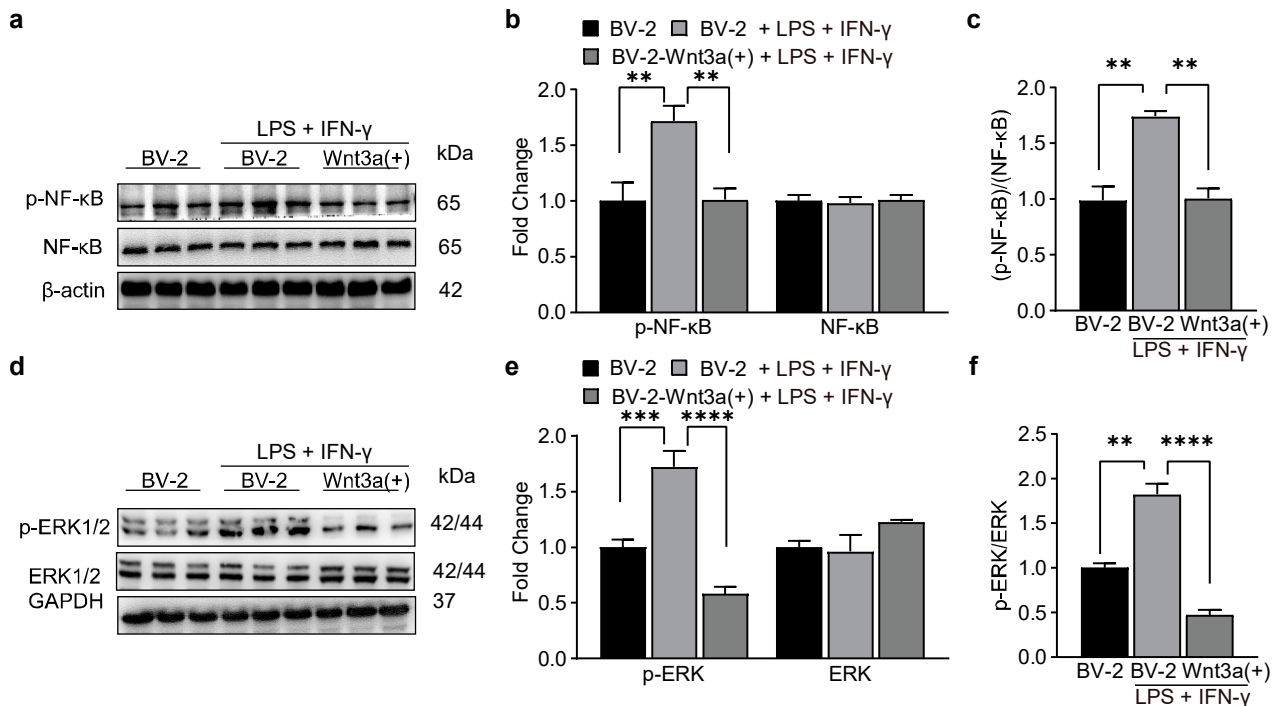 a
LPS + IFN-γ
BV-2 BV-2 Wnt3a(+) kDa
p-NF-κB 65
NF-κB 65
β-actin 42
b
BV-2 BV-2 + LPS + IFN-γ
BV-2-Wnt3a(+) + LPS + IFN-γ
** **
Fold Change
2.0
1.5
1.0
0.5
0.0
p-NF-κB NF-κB
c
** **
(p-NF-κB)/(NF-κB)
2.0
1.5
1.0
0.5
0.0
BV-2 BV-2 Wnt3a(+)
LPS + IFN-γ
d
LPS + IFN-γ
BV-2 BV-2 Wnt3a(+) kDa
p-ERK1/2 42/44
ERK1/2 42/44
GAPDH 37
e
BV-2 BV-2 + LPS + IFN-γ
BV-2-Wnt3a(+) + LPS + IFN-γ
*** ****
Fold Change
2.0
1.5
1.0
0.5
0.0
p-ERK ERK
f
** ****
p-ERK/ERK
2.5
2.0
1.5
1.0
0.5
0.0
BV-2 BV-2 Wnt3a(+)
LPS + IFN-γ